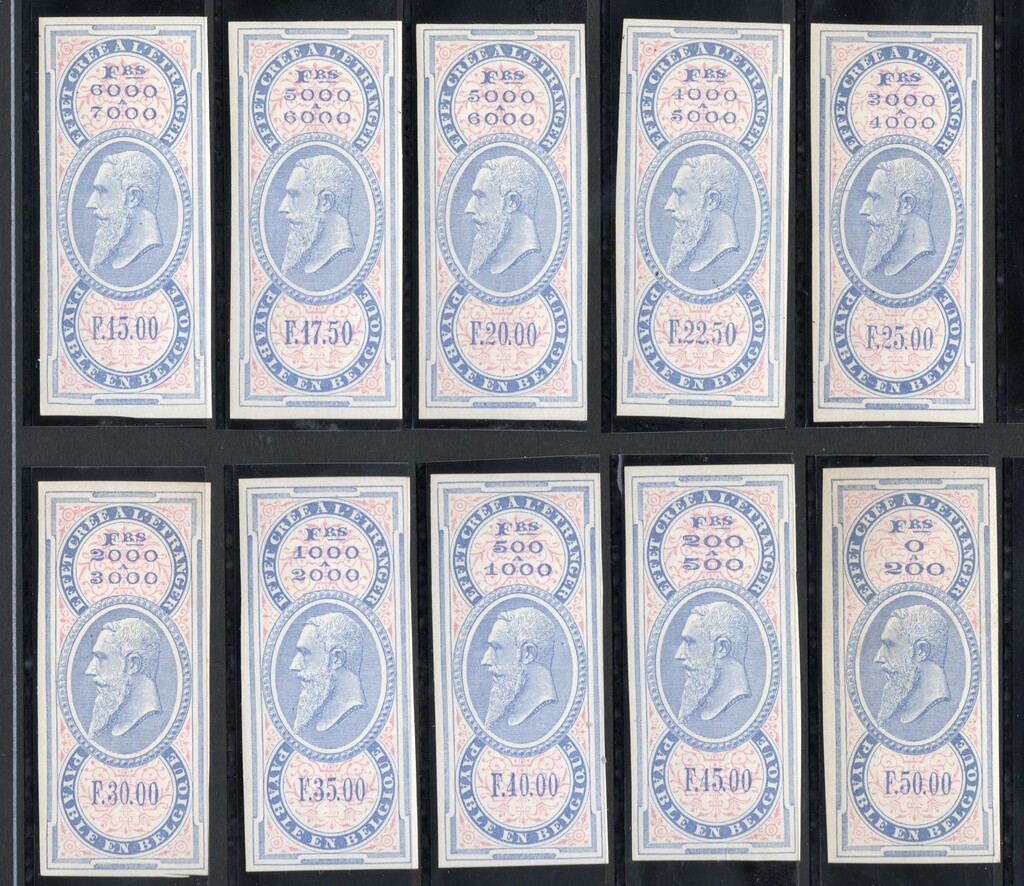 EFFET CREE A L'ETRANGER
FRS
6000
A
7000
F.15.00
PAYABLE EN BELGIQUE
EFFET CREE A L'ETRANGER
FRS
5000
A
6000
F.17.50
PAYABLE EN BELGIQUE
EFFET CREE A L'ETRANGER
FRS
5000
A
6000
F.20.00
PAYABLE EN BELGIQUE
EFFET CREE A L'ETRANGER
FRS
4000
A
5000
F.22.50
PAYABLE EN BELGIQUE
EFFET CREE A L'ETRANGER
FRS
3000
A
4000
F.25.00
PAYABLE EN BELGIQUE
EFFET CREE A L'ETRANGER
FRS
2000
A
3000
F.30.00
PAYABLE EN BELGIQUE
EFFET CREE A L'ETRANGER
FRS
1000
A
2000
F.35.00
PAYABLE EN BELGIQUE
EFFET CREE A L'ETRANGER
FRS
500
A
1000
F.40.00
PAYABLE EN BELGIQUE
EFFET CREE A L'ETRANGER
FRS
200
A
500
F.45.00
PAYABLE EN BELGIQUE
EFFET CREE A L'ETRANGER
FRS
0
A
200
F.50.00
PAYABLE EN BELGIQUE